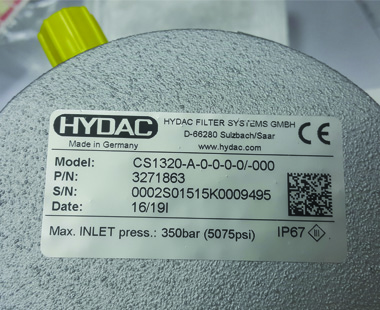 HYDAC
HYDAC FILTER SYSTEMS GMBH
D-66280 Sulzbach/Saar
Made in Germany
www.hydac.com
CE
Model: CS1320-A-0-0-0-0/-000
P/N: 3271863
S/N: 0002S01515K0009495
Date: 16/19I
Max. INLET press.: 350bar (5075psi)
IP67